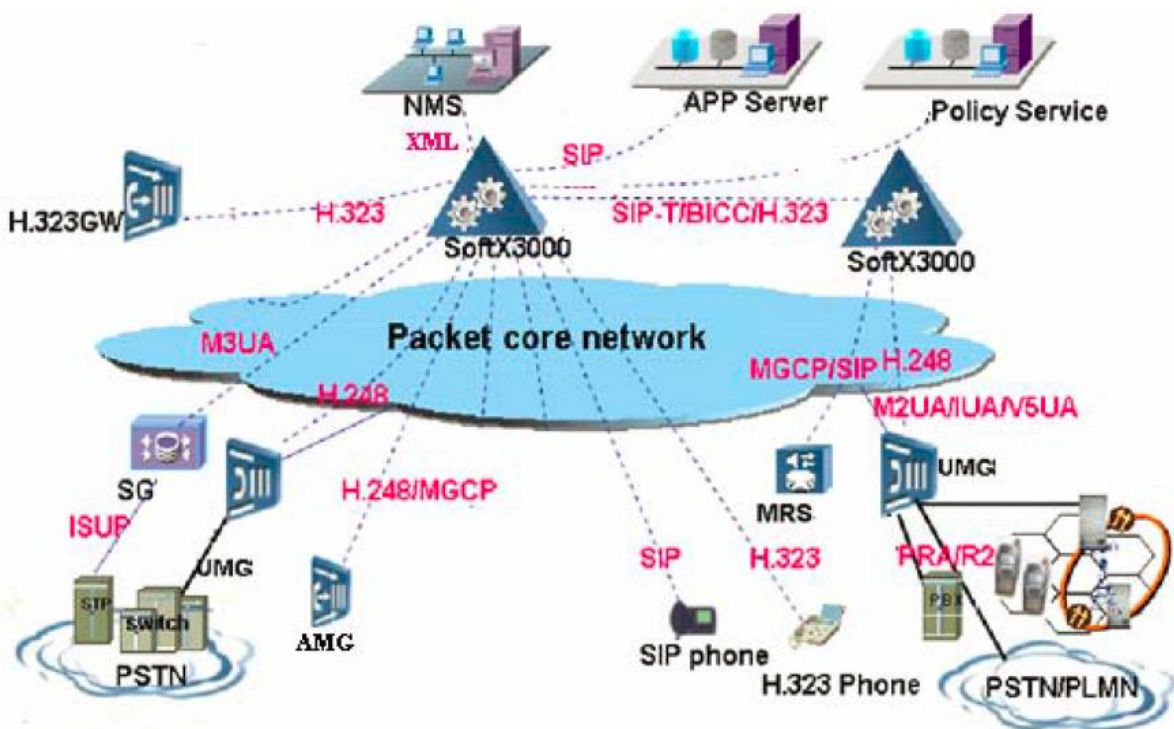 NMS
APP Server
Policy Service
XML
SIP
H.323GW
H.323
SIP-T/BICC/H.323
SoftX3000
SoftX3000
Packet core network
M3UA
MGCP/SIP
H.248
H.248
M2UA/IUA/V5UA
SG
H.248/MGCP
UMG
MRS
ISUP
SIP
H.323
PRA/R2
UMG
STP
switch
PBX
AMG
PSTN
SIP phone
H.323 Phone
PSTN/PLMN